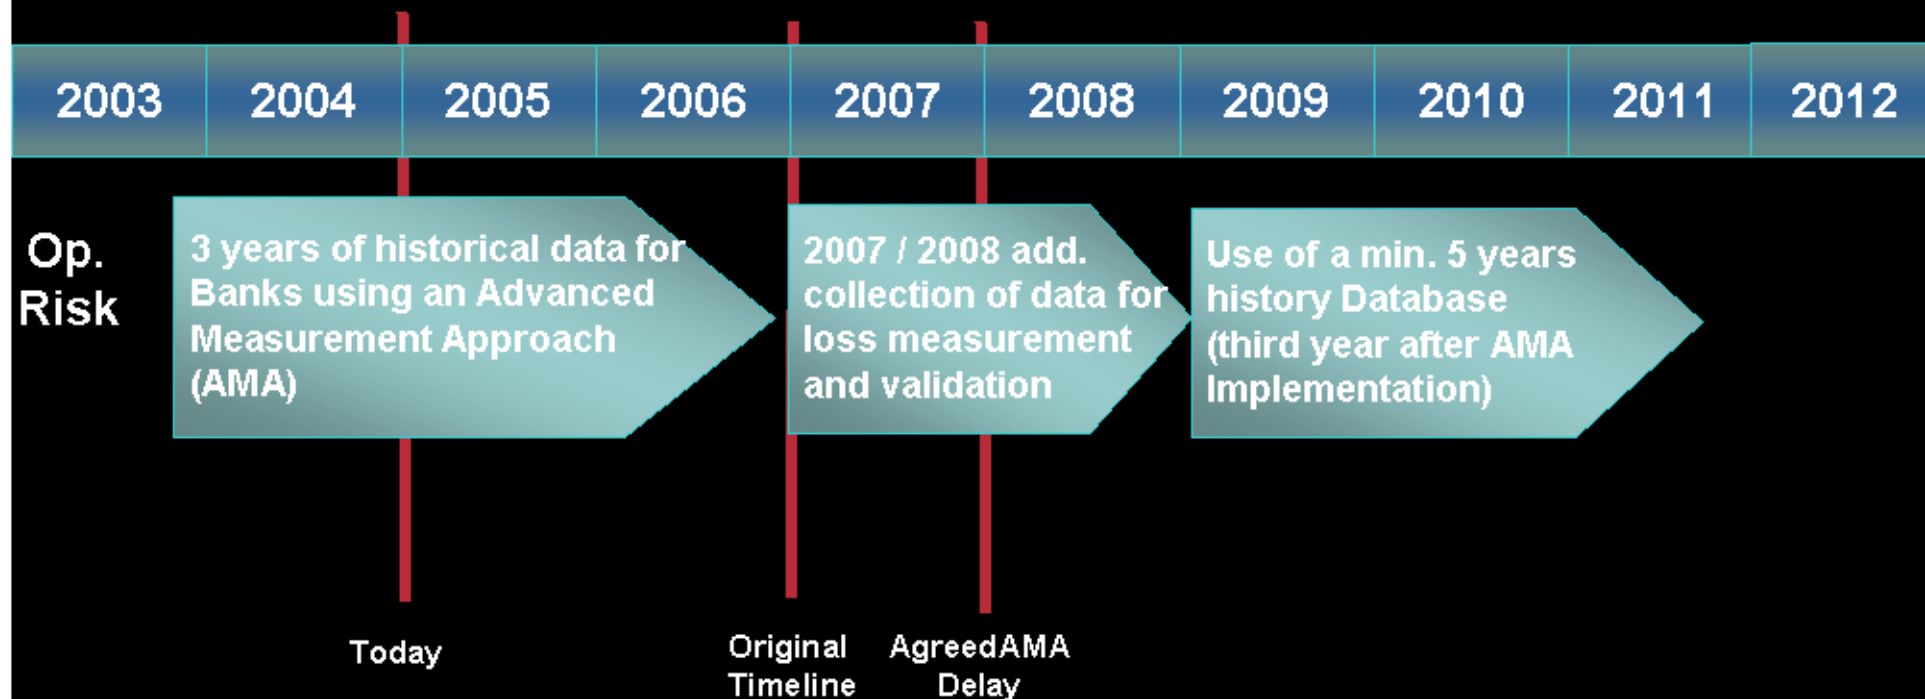 2003 2004 2005 2006 2007 2008 2009 2010 2011 2012
Op.
Risk
3 years of historical data for
Banks using an Advanced
Measurement Approach
(AMA)
2007 / 2008 add.
collection of data for
loss measurement
and validation
Use of a min. 5 years
history Database
(third year after AMA
Implementation)
Today
Original
Timeline
AgreedAMA
Delay